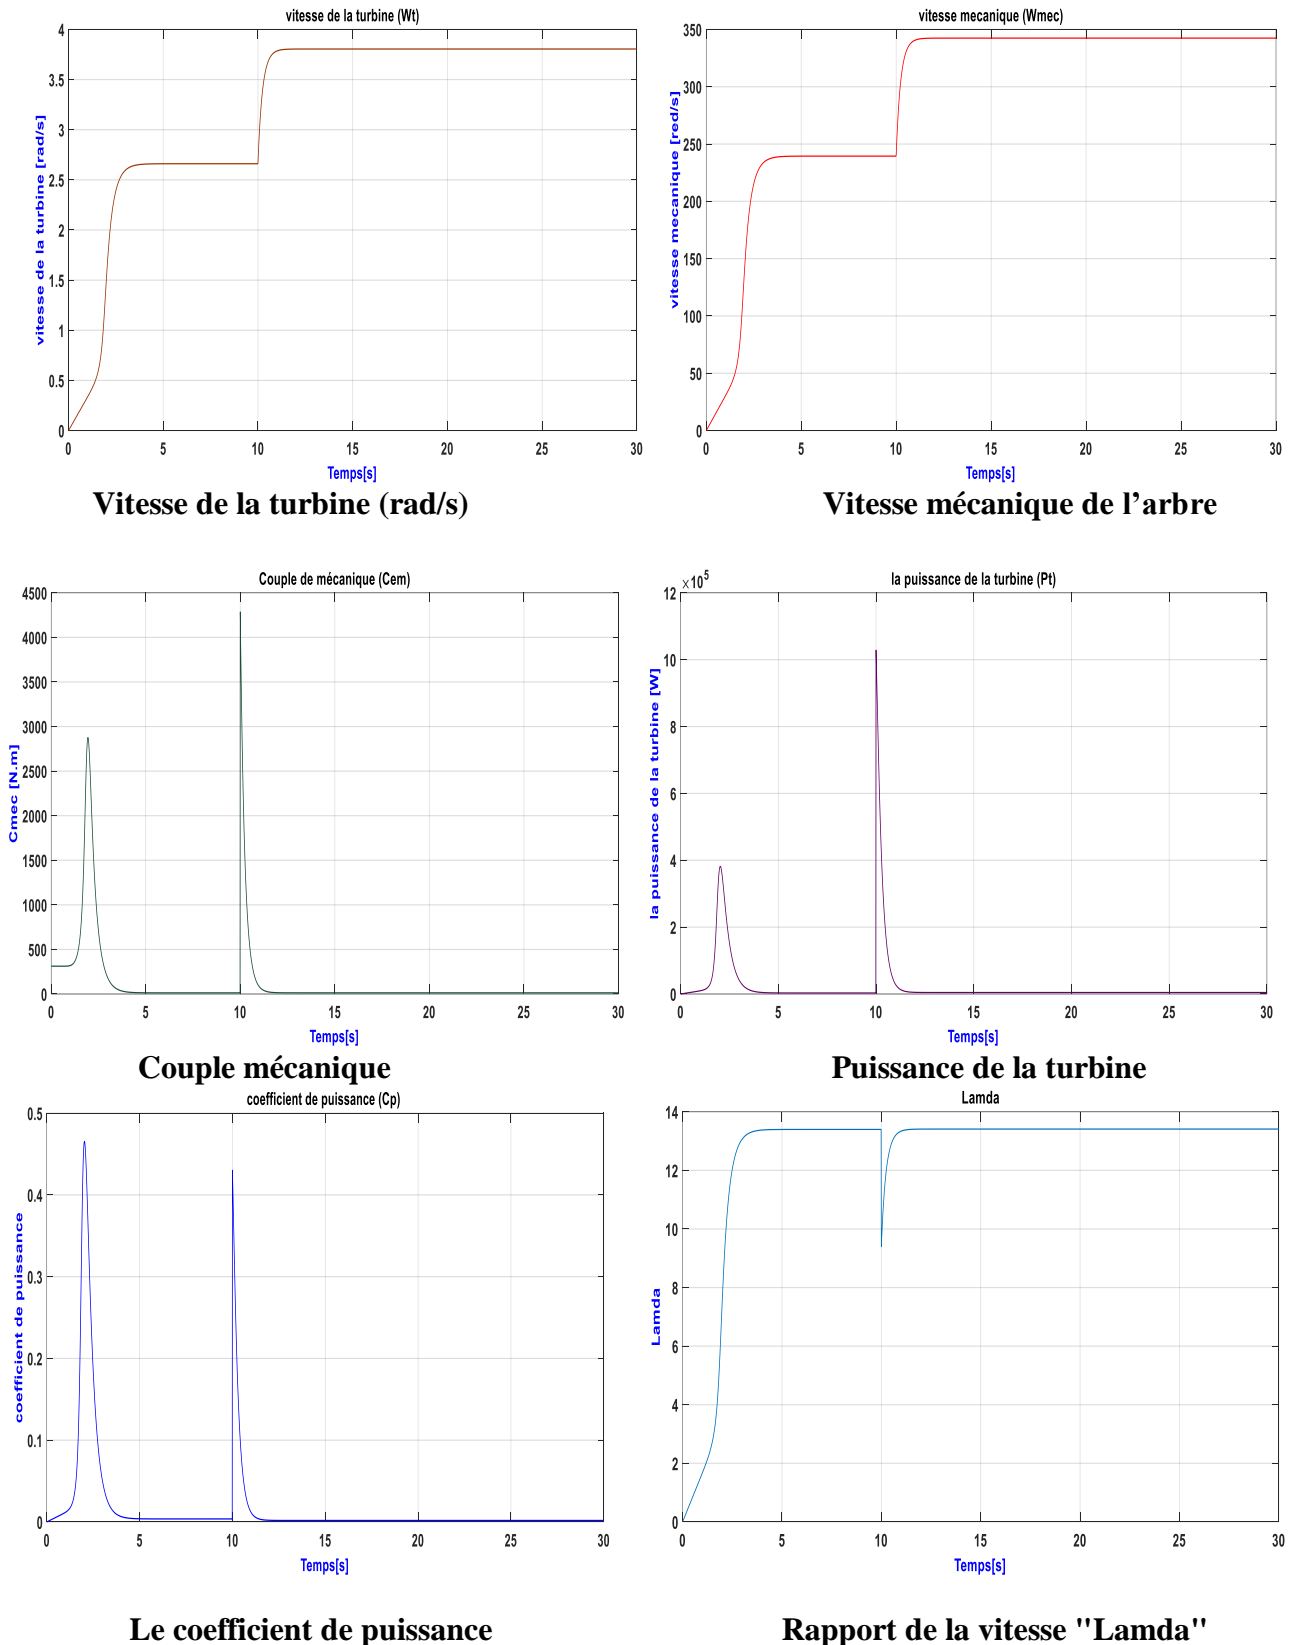 vitesse de la turbine (Wt)
vitesse de la turbine [rad/s]
4
3.5
3
2.5
2
1.5
1
0.5
0
0 5 10 15 20 25 30
Temps[s]
Vitesse de la turbine (rad/s)
vitesse mecanique (Wmec)
vitesse mecanique [red/s]
350
300
250
200
150
100
50
0
0 5 10 15 20 25 30
Temps[s]
Vitesse mécanique de l’arbre
Couple de mécanique (Cem)
Cmec [N.m]
4500
4000
3500
3000
2500
2000
1500
1000
500
0
0 5 10 15 20 25 30
Temps[s]
Couple mécanique
la puissance de la turbine (Pt)
×10⁵
la puissance de la turbine [W]
12
10
8
6
4
2
0
0 5 10 15 20 25 30
Temps[s]
Puissance de la turbine
coefficient de puissance (Cp)
coefficient de puissance
0.5
0.4
0.3
0.2
0.1
0
0 5 10 15 20 25 30
Temps[s]
Le coefficient de puissance
Lamda
Lamda
14
12
10
8
6
4
2
0
0 5 10 15 20 25 30
Temps[s]
Rapport de la vitesse "Lamda"